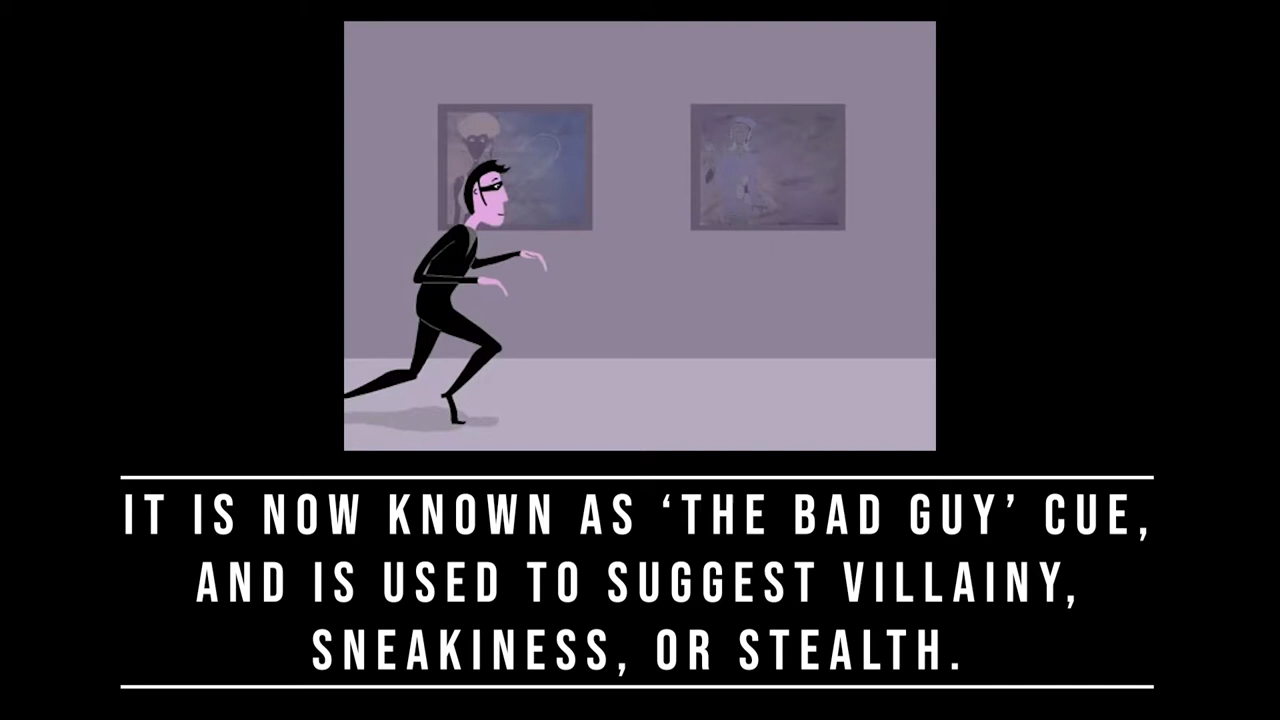 IT IS NOW KNOWN AS ‘THE BAD GUY’ CUE,
AND IS USED TO SUGGEST VILLAINY,
SNEAKINESS, OR STEALTH.